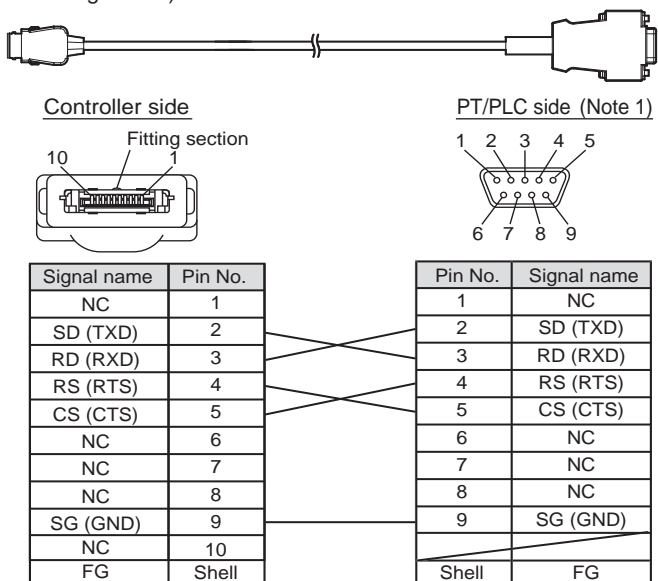 Controller side
PT/PLC side (Note 1)
Fitting section
10 1
1 2 3 4 5
6 7 8 9
Signal name Pin No. Pin No. Signal name
NC 1 1 NC
SD (TXD) 2 2 SD (TXD)
RD (RXD) 3 3 RD (RXD)
RS (RTS) 4 4 RS (RTS)
CS (CTS) 5 5 CS (CTS)
NC 6 6 NC
NC 7 7 NC
NC 8 8 NC
SG (GND) 9 9 SG (GND)
NC 10
FG Shell Shell FG